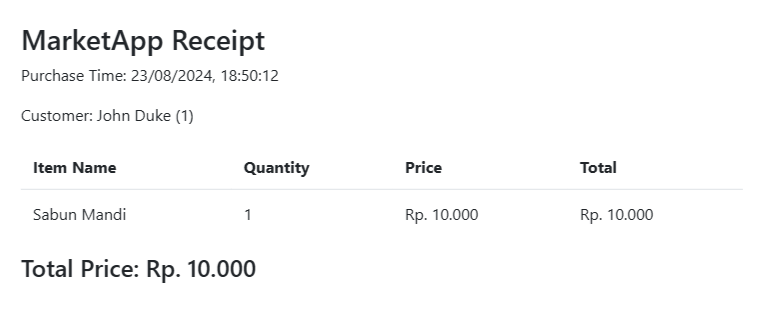 MarketApp Receipt
Purchase Time: 23/08/2024, 18:50:12
Customer: John Duke (1)
Item Name Quantity Price Total
Sabun Mandi 1 Rp. 10.000 Rp. 10.000
Total Price: Rp. 10.000